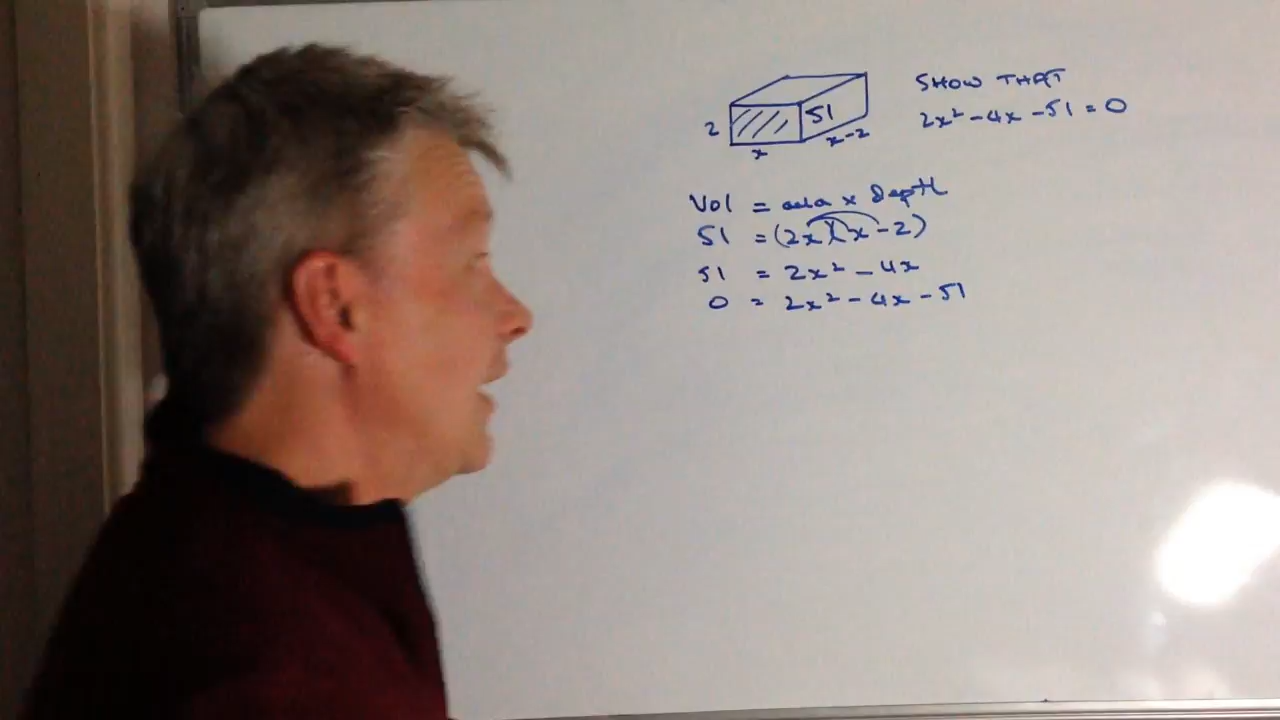 SHOW THAT
2x² - 4x - 51 = 0
2
51
x
x-2
Vol = area x Depth
51 = (2x)(x-2)
51 = 2x² - 4x
0 = 2x² - 4x - 51